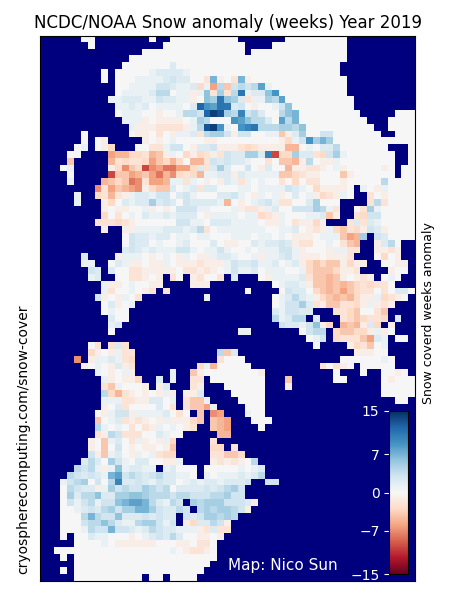 NCDC/NOAA Snow anomaly (weeks) Year 2019
Snow coverd weeks anomaly
cryospherecomputing.com/snow-cover
15
7
0
−7
−15
Map: Nico Sun